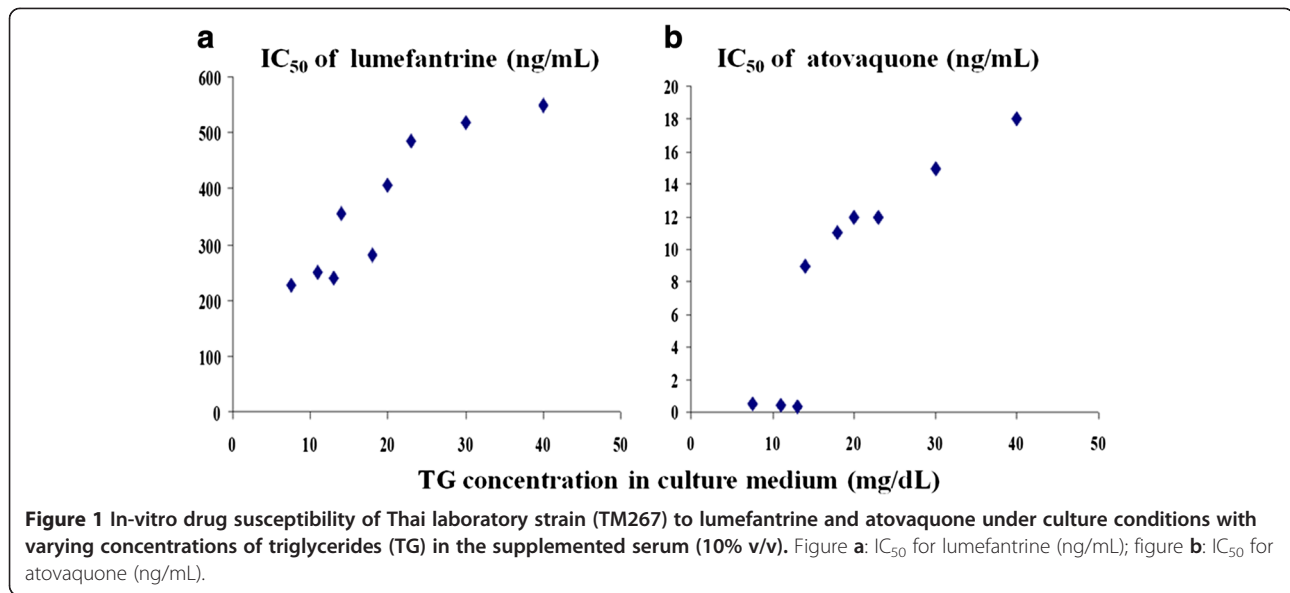 a
IC50 of lumefantrine (ng/mL)
600
500
400
300
200
100
0
0 10 20 30 40 50
b
IC50 of atovaquone (ng/mL)
20
18
16
14
12
10
8
6
4
2
0
0 10 20 30 40 50
TG concentration in culture medium (mg/dL)
Figure 1 In-vitro drug susceptibility of Thai laboratory strain (TM267) to lumefantrine and atovaquone under culture conditions with
varying concentrations of triglycerides (TG) in the supplemented serum (10% v/v). Figure a: IC50 for lumefantrine (ng/mL); figure b: IC50 for
atovaquone (ng/mL).